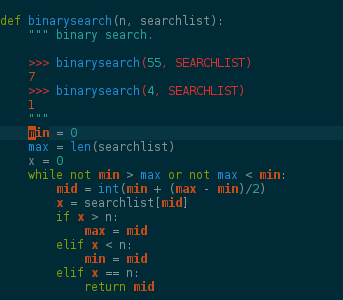 def binarysearch(n, searchlist):
    """ binary search.

    >>> binarysearch(55, SEARCHLIST)
    7
    >>> binarysearch(4, SEARCHLIST)
    1
    """
    min = 0
    max = len(searchlist)
    x = 0
    while not min > max or not max < min:
        mid = int(min + (max - min)/2)
        x = searchlist[mid]
        if x > n:
            max = mid
        elif x < n:
            min = mid
        elif x == n:
            return mid